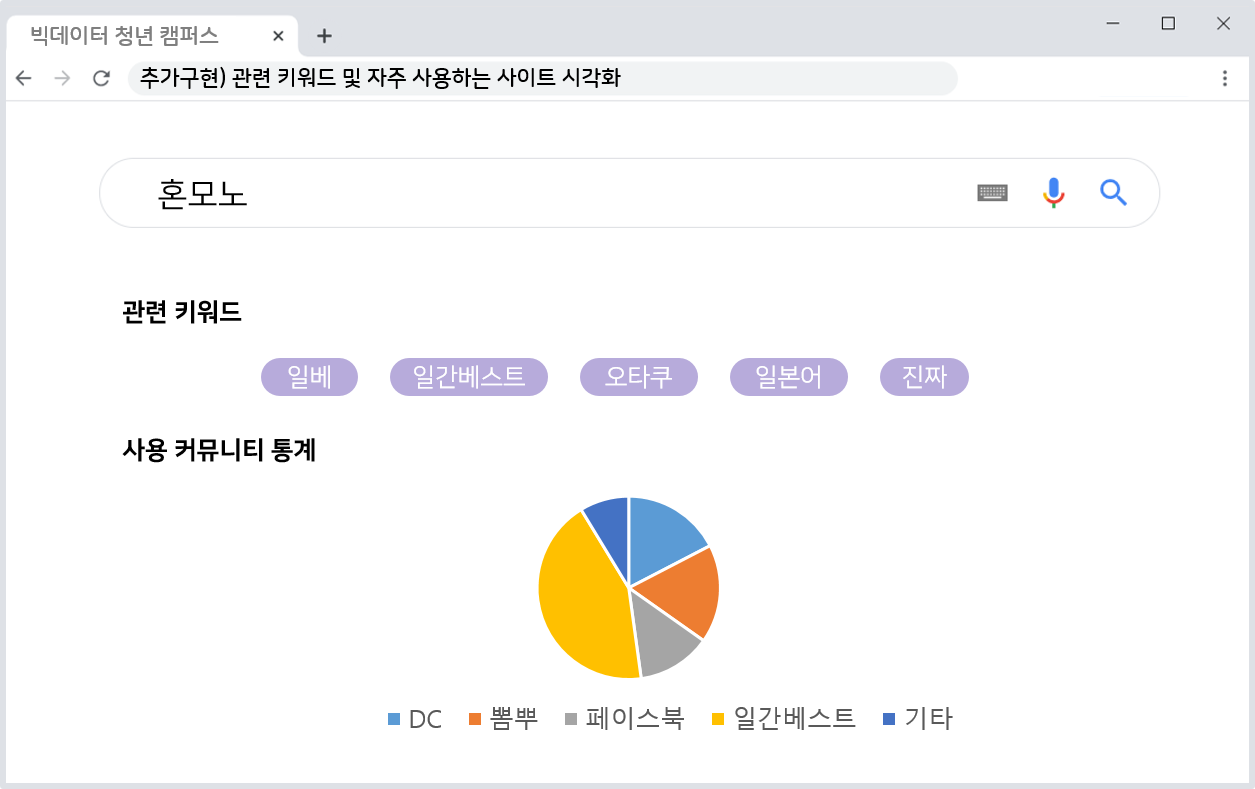 빅데이터 청년 캠퍼스
추가구현) 관련 키워드 및 자주 사용하는 사이트 시각화
혼모노
관련 키워드
일베 일간베스트 오타쿠 일본어 진짜
사용 커뮤니티 통계
DC 뽐뿌 페이스북 일간베스트 기타